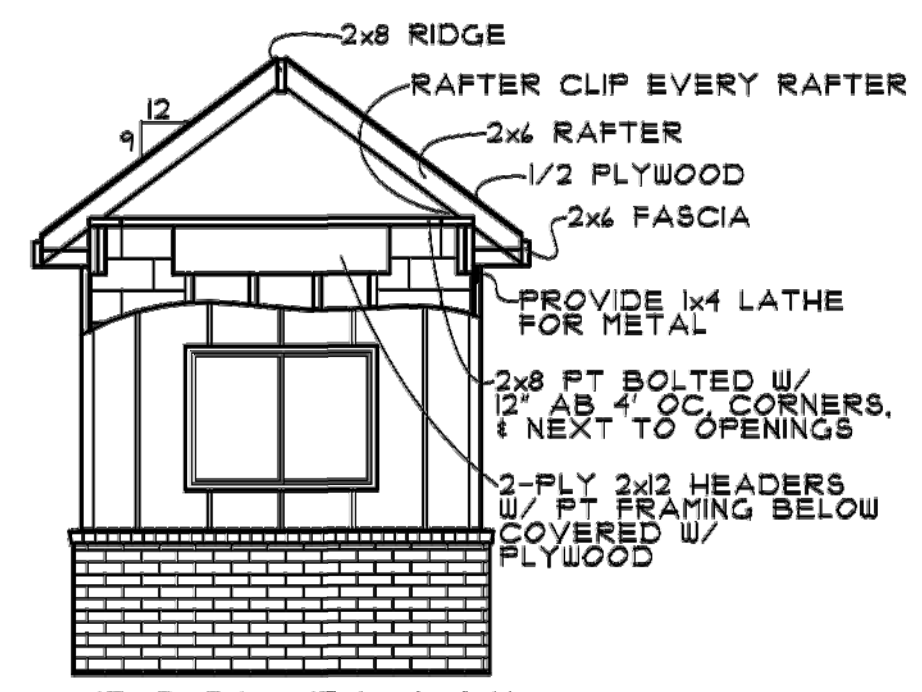 2x8 RIDGE
RAFTER CLIP EVERY RAFTER
12
9
2x6 RAFTER
1/2 PLYWOOD
2x6 FASCIA
PROVIDE 1x4 LATHE
FOR METAL
2x8 PT BOLTED W/
12" AB 4' OC, CORNERS,
& NEXT TO OPENINGS
2-PLY 2x12 HEADERS
W/ PT FRAMING BELOW
COVERED W/
PLYWOOD